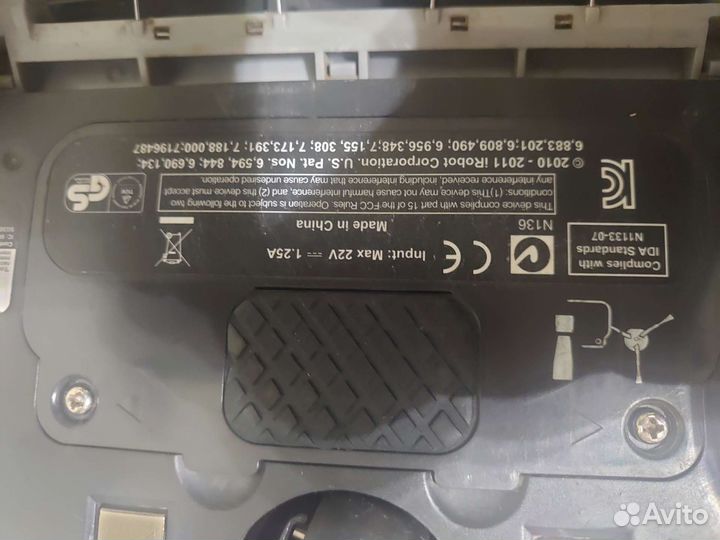 Complies with
IDA Standards
N1133-07
N136
Input: Max 22V ⎓ 1.25A
Made in China
This device complies with part 15 of the FCC Rules. Operation is subject to the following two
conditions: (1)This device may not cause harmful interference, and (2) this device must accept
any interference received, including interference that may cause undesired operation
© 2010 - 2011 iRobot Corporation. U.S. Pat. Nos. 6,594, 844; 6,690,134;
6,883,201;6,809,490; 6,956,348;7,155, 308; 7,173,391; 7,188,000;7196487
CE
GS
Avito